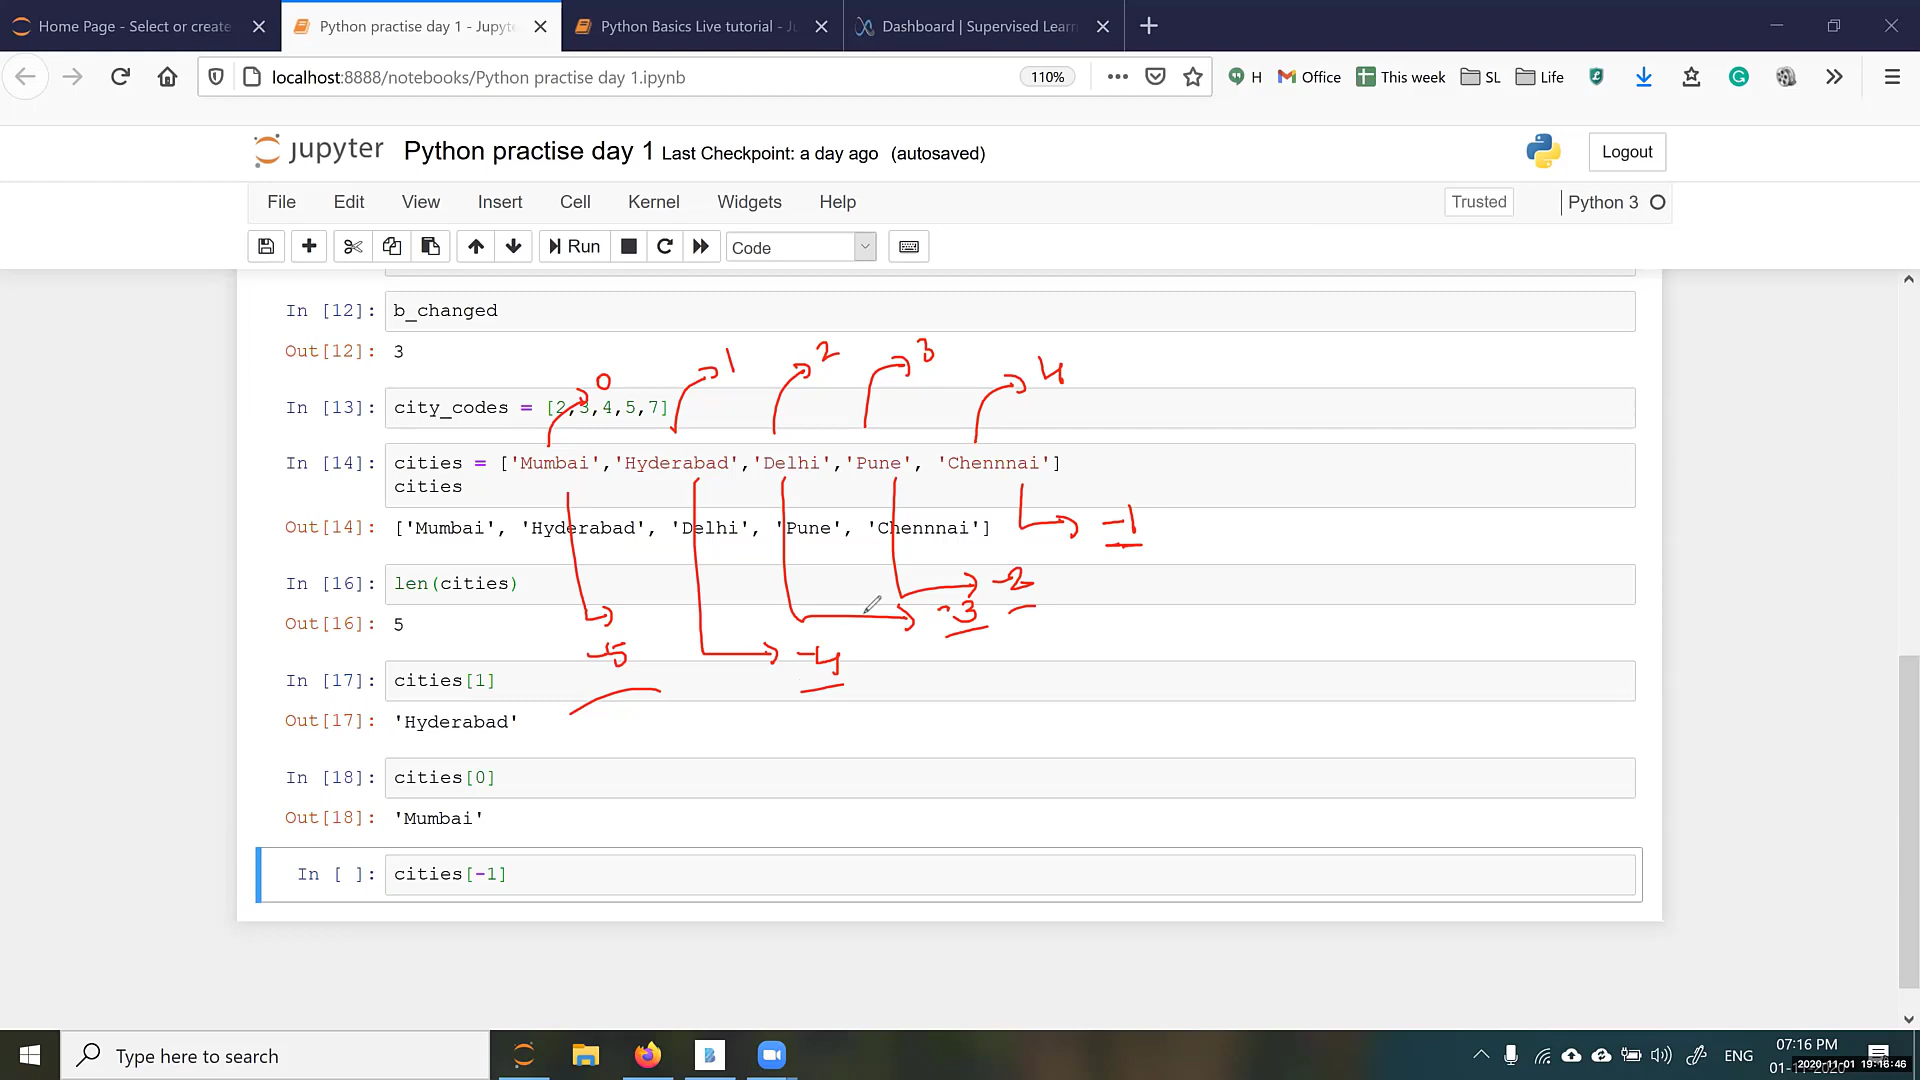 Home Page - Select or create
Python practise day 1 - Jupyte
Python Basics Live tutorial - Ju
Dashboard | Supervised Learn
localhost:8888/notebooks/Python practise day 1.ipynb
110%
H
Office
This week
SL
Life
jupyter Python practise day 1 Last Checkpoint: a day ago (autosaved)
Logout
File Edit View Insert Cell Kernel Widgets Help
Trusted
Python 3
Run
Code
In [12]: b_changed
Out[12]: 3
0 1 2 3 4
In [13]: city_codes = [2,3,4,5,7]
In [14]: cities = ['Mumbai','Hyderabad','Delhi','Pune', 'Chennnai']
cities
Out[14]: ['Mumbai', 'Hyderabad', 'Delhi', 'Pune', 'Chennnai']
-1
In [16]: len(cities)
-2
-3
Out[16]: 5
-5 -4
In [17]: cities[1]
Out[17]: 'Hyderabad'
In [18]: cities[0]
Out[18]: 'Mumbai'
In [ ]: cities[-1]
Type here to search
ENG
07:16 PM
2020-11-01 19:16:46